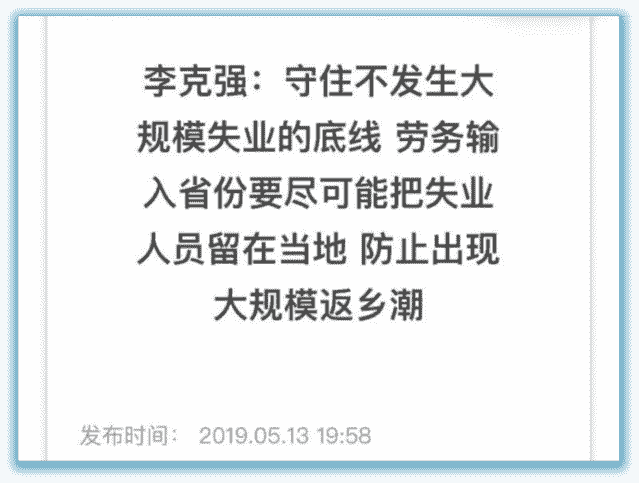 李克强：守住不发生大
规模失业的底线 劳务输
入省份要尽可能把失业
人员留在当地 防止出现
大规模返乡潮
发布时间： 2019.05.13 19:58